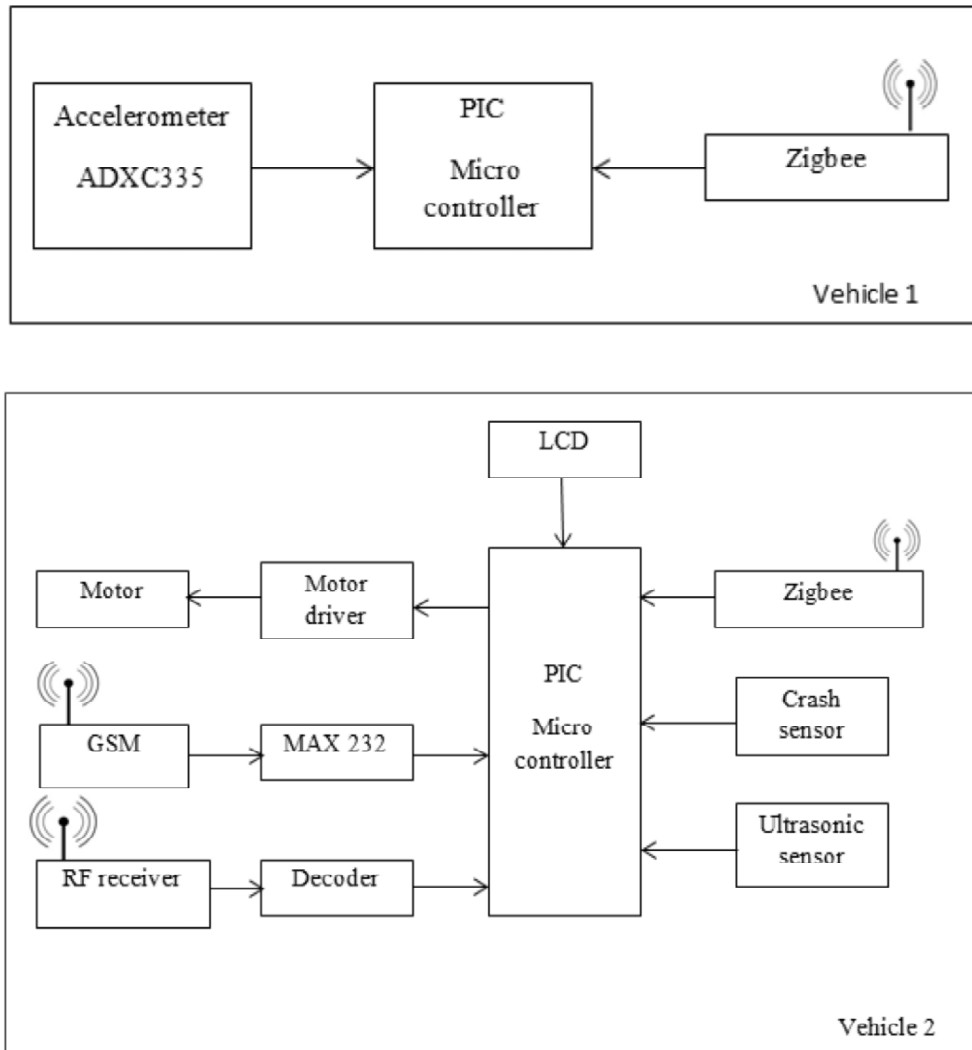 Accelerometer
ADXC335
PIC
Micro
controller
Zigbee
Vehicle 1
LCD
Motor
Motor
driver
Zigbee
PIC
Micro
controller
GSM
MAX 232
Crash
sensor
RF receiver
Decoder
Ultrasonic
sensor
Vehicle 2